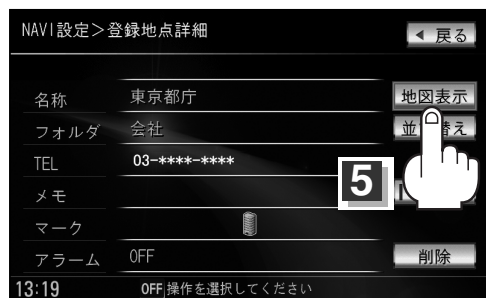 NAVI設定＞登録地点詳細
◀ 戻る
名称 東京都庁 地図表示
フォルダ 会社 並 替え
TEL 03-****-****
5
メモ
マーク
アラーム OFF 削除
13:19 OFF 操作を選択してください